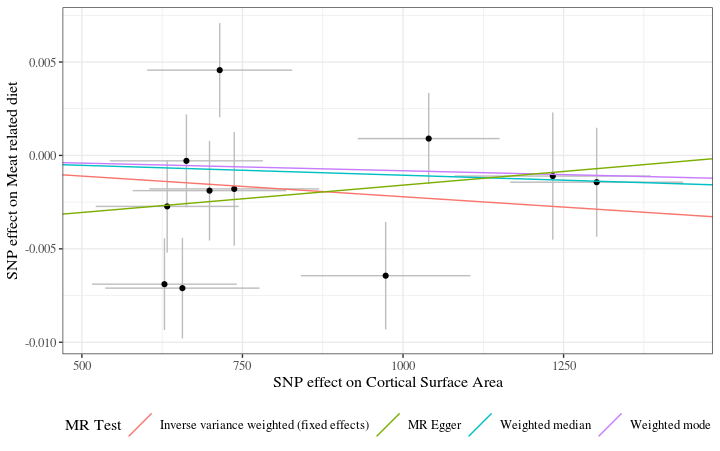 SNP effect on Meat related diet
0.005
0.000
-0.005
-0.010
500
750
1000
1250
SNP effect on Cortical Surface Area
MR Test Inverse variance weighted (fixed effects) MR Egger Weighted median Weighted mode